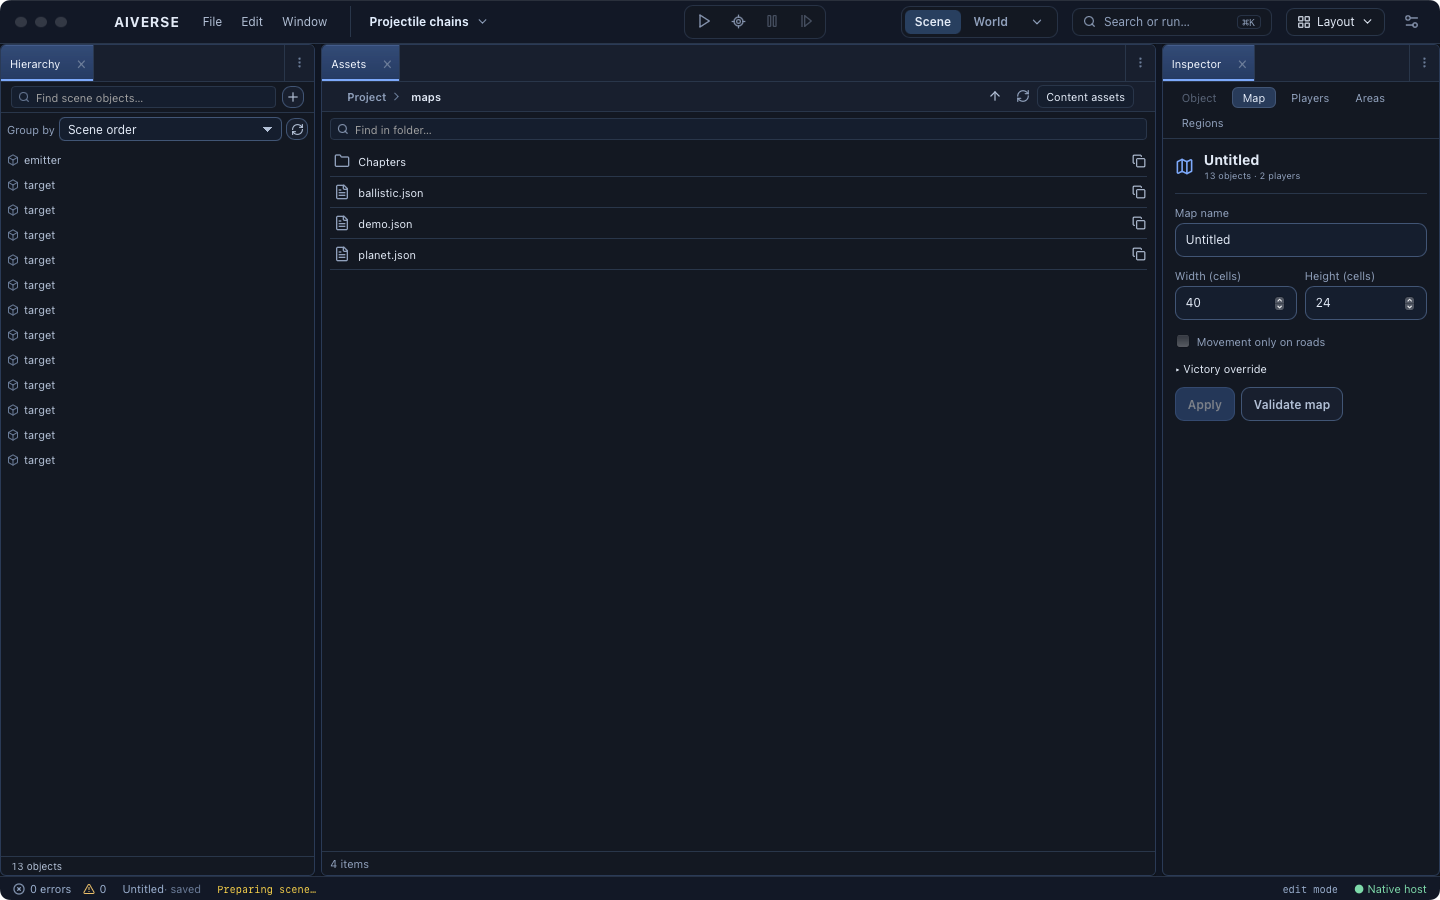 AIVERSE File Edit Window Projectile chains Scene World Search or run... ⌘K Layout
Hierarchy
Find scene objects...
Group by Scene order
emitter
target
target
target
target
target
target
target
target
target
target
target
target
13 objects
Assets
Project > maps Content assets
Find in folder...
Chapters
ballistic.json
demo.json
planet.json
4 items
Inspector
Object Map Players Areas
Regions
Untitled
13 objects · 2 players
Map name
Untitled
Width (cells) Height (cells)
40 24
Movement only on roads
Victory override
Apply Validate map
0 errors 0 Untitled · saved Preparing scene… edit mode Native host